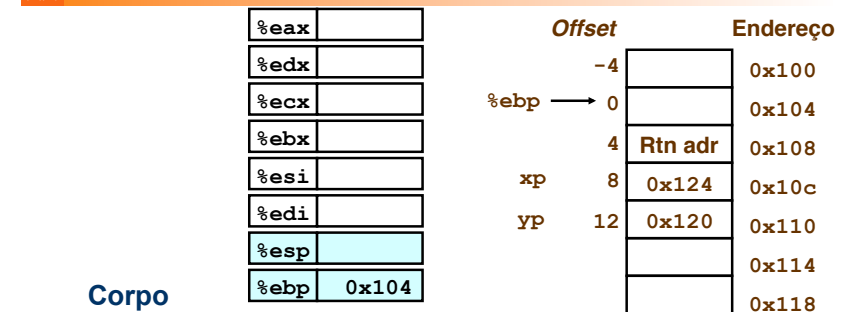 %eax
Offset
Endereço
%edx
-4
0x100
%ecx
%ebp
0
0x104
%ebx
4
Rtn adr
0x108
%esi
xp
8
0x124
0x10c
%edi
yp
12
0x120
0x110
%esp
0x114
Corpo
%ebp
0x104
0x118